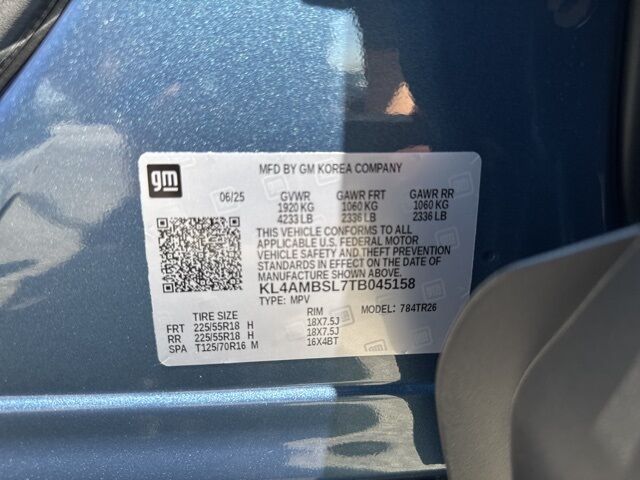 gm
MFD BY GM KOREA COMPANY
06/25 GVWR GAWR FRT GAWR RR
1920 KG 1060 KG 1060 KG
4233 LB 2336 LB 2336 LB
THIS VEHICLE CONFORMS TO ALL
APPLICABLE U.S. FEDERAL MOTOR
VEHICLE SAFETY AND THEFT PREVENTION
STANDARDS IN EFFECT ON THE DATE OF
MANUFACTURE SHOWN ABOVE.
KL4AMBSL7TB045158
TYPE: MPV MODEL: 784TR26
TIRE SIZE RIM
FRT 225/55R18 H 18X7.5J
RR 225/55R18 H 18X7.5J
SPA T125/70R16 M 16X4BT